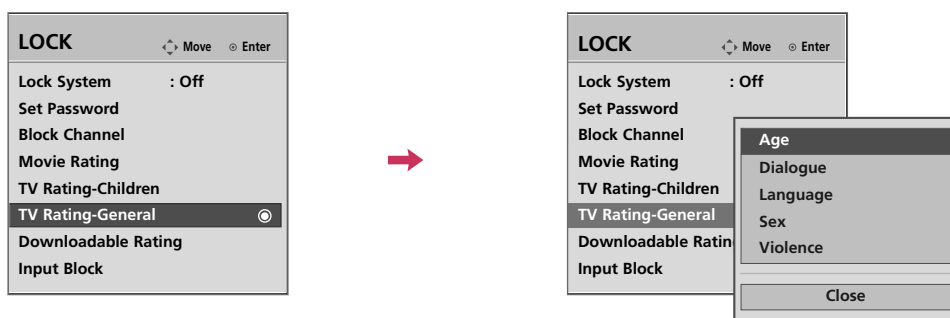 LOCK Move Enter
Lock System : Off
Set Password
Block Channel
Movie Rating
TV Rating-Children
TV Rating-General
Downloadable Rating
Input Block
LOCK Move Enter
Lock System : Off
Set Password
Block Channel
Movie Rating
TV Rating-Children
TV Rating-General
Downloadable Ratin
Input Block
Age
Dialogue
Language
Sex
Violence
Close